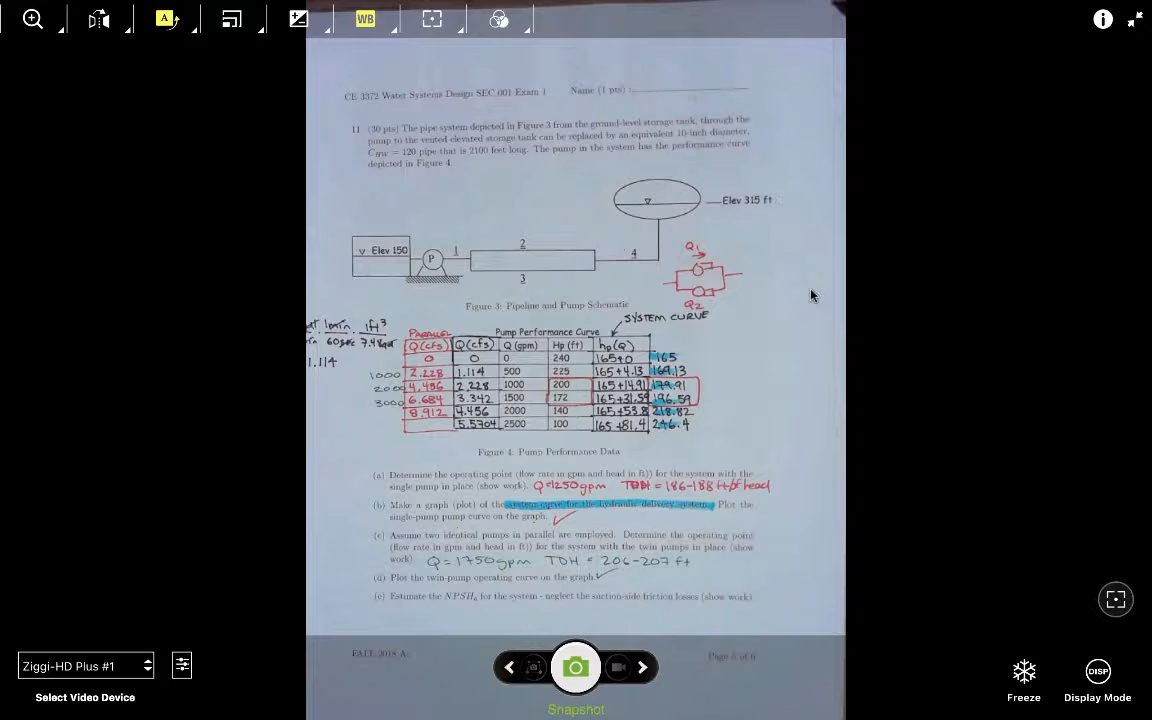 A
WB
i
CE 3372 Water Systems Design SEC 001 Exam 1 Name (1 pts) :
11 (30 pts) The pipe system depicted in Figure 3 from the ground-level storage tank, through the
pump to the vented elevated storage tank can be replaced by an equivalent 10-inch diameter,
CHW = 120 pipe that is 2100 feet long. The pump in the system has the performance curve
depicted in Figure 4.
Elev 315 ft
Elev 150
P
1
2
3
4
Q1
Q2
Figure 3: Pipeline and Pump Schematic
SYSTEM CURVE
1min 1ft3
60sec 7.48gal
1.114
PARALLEL Pump Performance Curve
Q(cfs) Q(cfs) Q (gpm) Hp (ft) hp(Q)
0 0 0 240 165+0 165
1000 2.228 1.114 500 225 165+4.13 169.13
2000 4.456 2.228 1000 200 165+14.91 179.91
3000 6.684 3.342 1500 172 165+31.59 196.59
8.912 4.456 2000 140 165+53.8 218.82
5.5704 2500 100 165+81.4 246.4
Figure 4: Pump Performance Data
(a) Determine the operating point (flow rate in gpm and head in ft)) for the system with the
single pump in place (show work). Q=1250gpm TDH = 186-188 ft of head
(b) Make a graph (plot) of the system curve for the hydraulic delivery system. Plot the
single-pump pump curve on the graph.
(c) Assume two identical pumps in parallel are employed. Determine the operating point
(flow rate in gpm and head in ft)) for the system with the twin pumps in place (show
work) Q=1750gpm TDH = 206-207 ft
(d) Plot the twin-pump operating curve on the graph.
(e) Estimate the NPSHa for the system - neglect the suction-side friction losses (show work)
FALL 2018 A Page 5 of 6
Ziggi-HD Plus #1
Select Video Device
Snapshot
Freeze
DISP
Display Mode